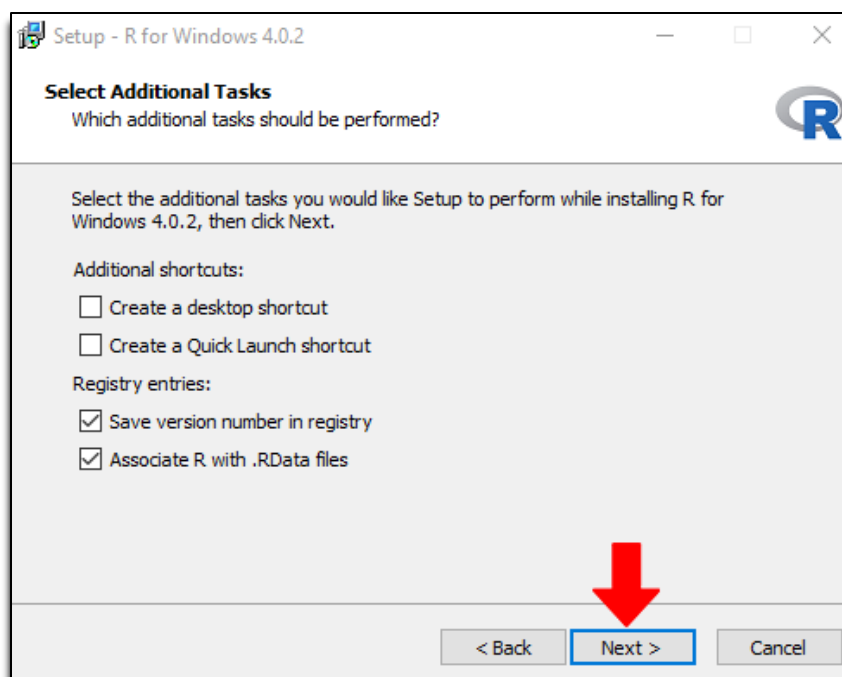 Setup - R for Windows 4.0.2
Select Additional Tasks
Which additional tasks should be performed?
R
Select the additional tasks you would like Setup to perform while installing R for
Windows 4.0.2, then click Next.
Additional shortcuts:
Create a desktop shortcut
Create a Quick Launch shortcut
Registry entries:
Save version number in registry
Associate R with .RData files
< Back Next > Cancel